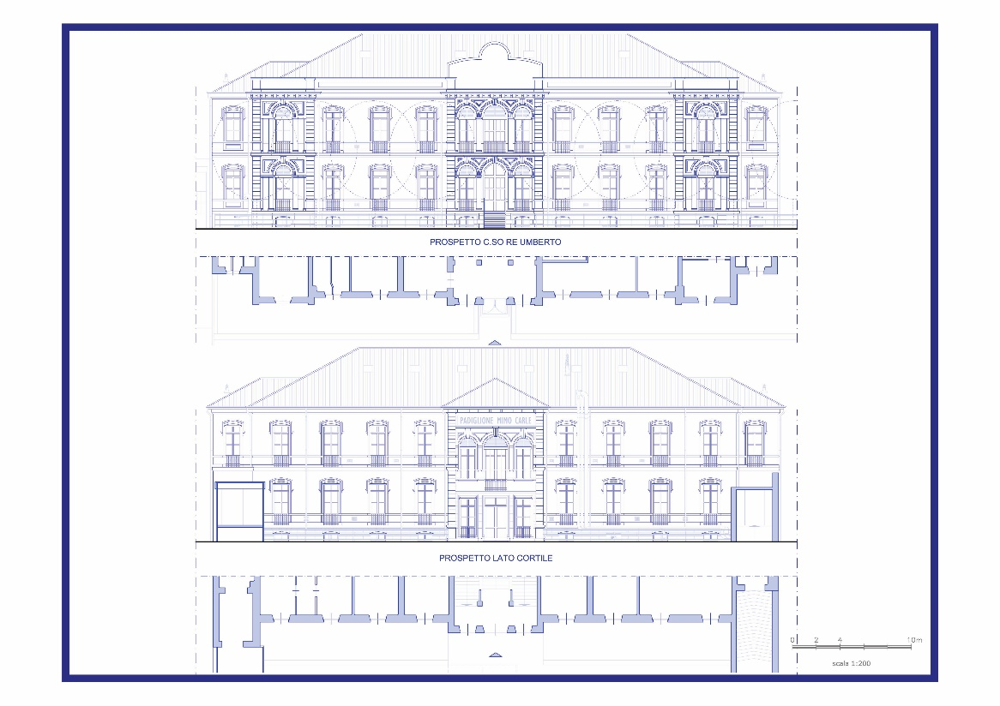 PROSPETTO C.SO RE UMBERTO
PADIGLIONE MIMO CARLE
PROSPETTO LATO CORTILE
0 2 4 10m
scala 1:200